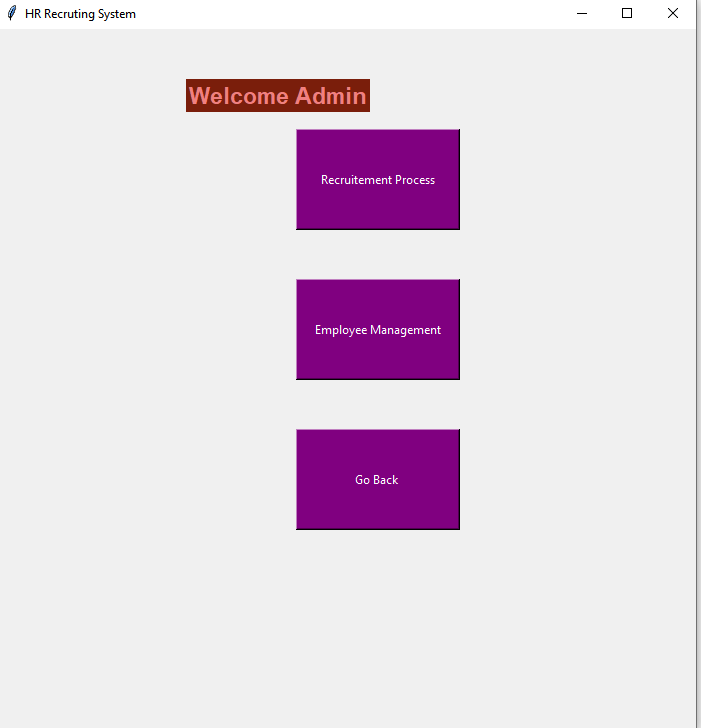 HR Recruting System
Welcome Admin
Recruitement Process
Employee Management
Go Back